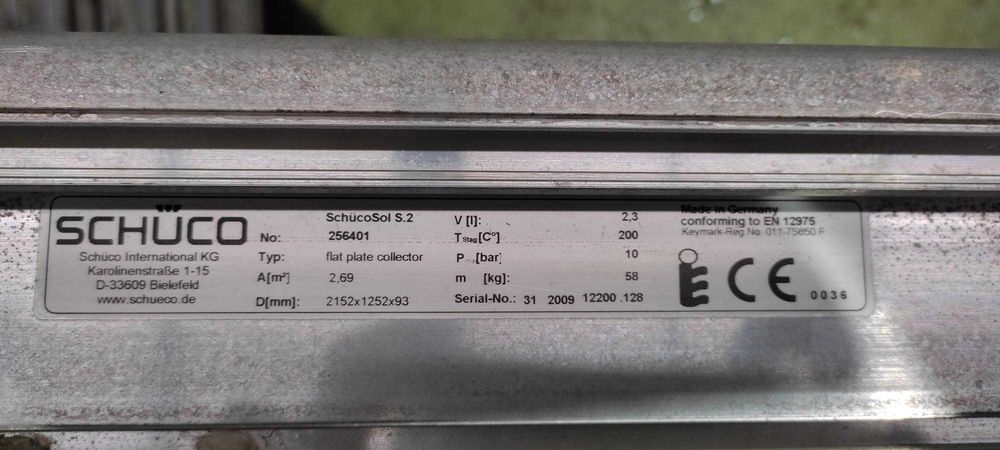 SCHÜCO
Schüco International KG
Karolinenstraße 1-15
D-33609 Bielefeld
www.schueco.de
SchücoSol S.2
No: 256401
Typ: flat plate collector
A[m²] 2,69
D[mm]: 2152x1252x93
V [l]: 2,3
TStag[C°] 200
P [bar] 10
m [kg]: 58
Serial-No.: 31 2009 12200 .128
Made in Germany
conforming to EN 12975
Keymark-Reg.No. 011-7S850 F
CE 0036